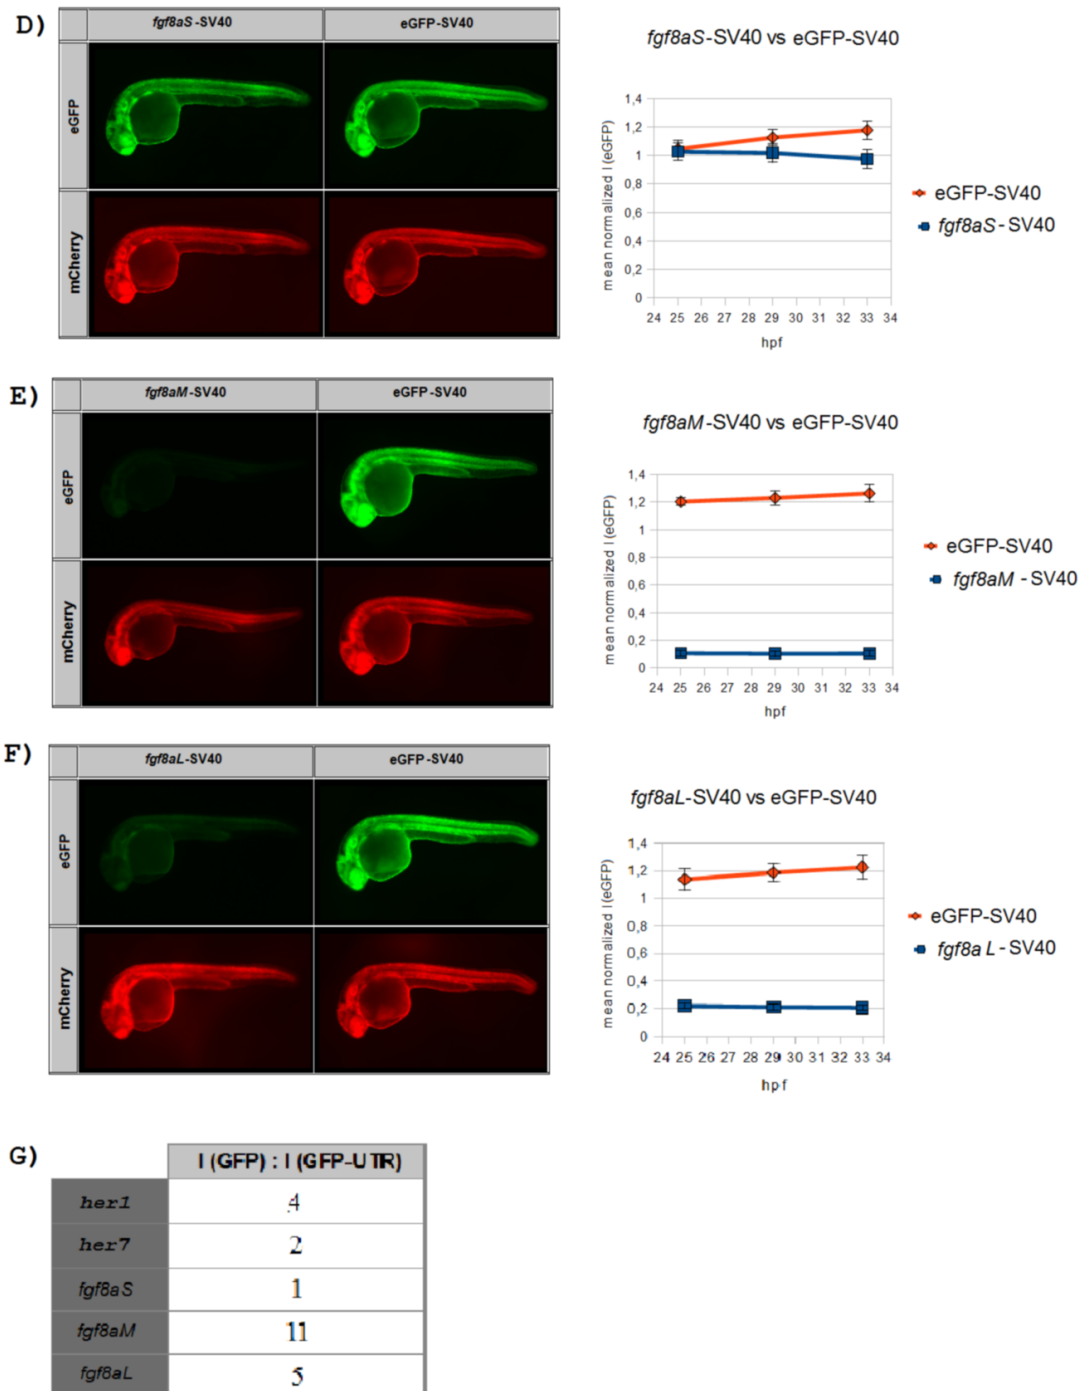 D)
fgf8aS-SV40
eGFP-SV40
eGFP
mCherry
fgf8aS-SV40 vs eGFP-SV40
mean normalized I (eGFP)
1,4
1,2
1
0,8
0,6
0,4
0,2
0
24 25 26 27 28 29 30 31 32 33 34
hpf
eGFP-SV40
fgf8aS-SV40
E)
fgf8aM-SV40
eGFP-SV40
eGFP
mCherry
fgf8aM-SV40 vs eGFP-SV40
mean normalized I (eGFP)
1,4
1,2
1
0,8
0,6
0,4
0,2
0
24 25 26 27 28 29 30 31 32 33 34
hpf
eGFP-SV40
fgf8aM - SV40
F)
fgf8aL-SV40
eGFP-SV40
eGFP
mCherry
fgf8aL-SV40 vs eGFP-SV40
mean normalized I (eGFP)
1,4
1,2
1
0,8
0,6
0,4
0,2
0
24 25 26 27 28 29 30 31 32 33 34
hpf
eGFP-SV40
fgf8a L-SV40
G)
I (GFP) : I (GFP-UTR)
her1 4
her7 2
fgf8aS 1
fgf8aM 11
fgf8aL 5